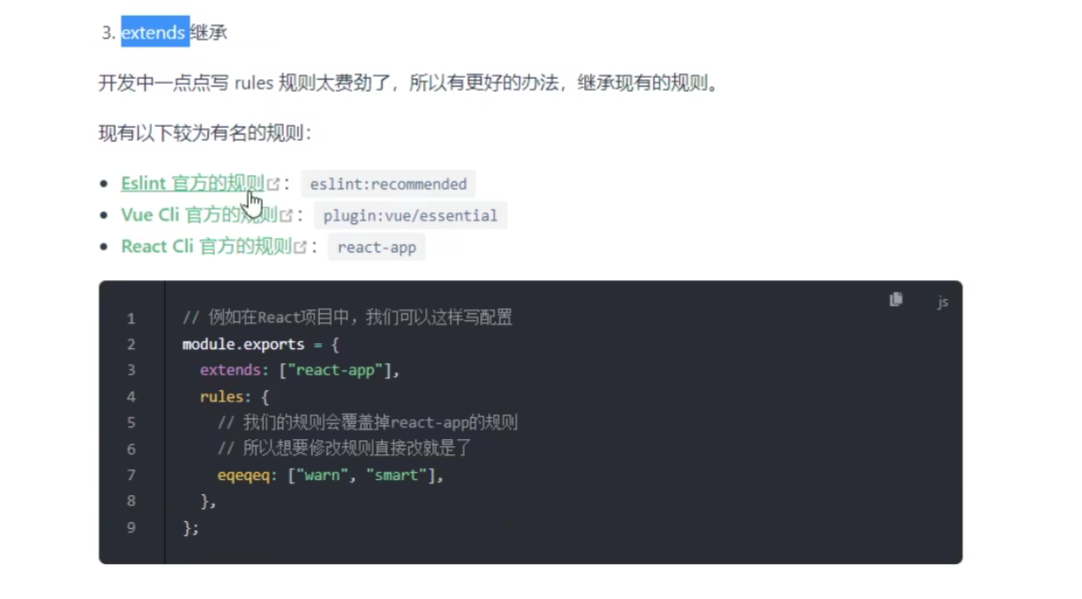 3. extends 继承
开发中一点点写 rules 规则太费劲了，所以有更好的办法，继承现有的规则。
现有以下较为有名的规则：
• Eslint 官方的规则： eslint:recommended
• Vue Cli 官方的规则： plugin:vue/essential
• React Cli 官方的规则： react-app
js
1 // 例如在React项目中，我们可以这样写配置
2 module.exports = {
3   extends: ["react-app"],
4   rules: {
5     // 我们的规则会覆盖掉react-app的规则
6     // 所以想要修改规则直接改就是了
7     eqeqeq: ["warn", "smart"],
8   },
9 };